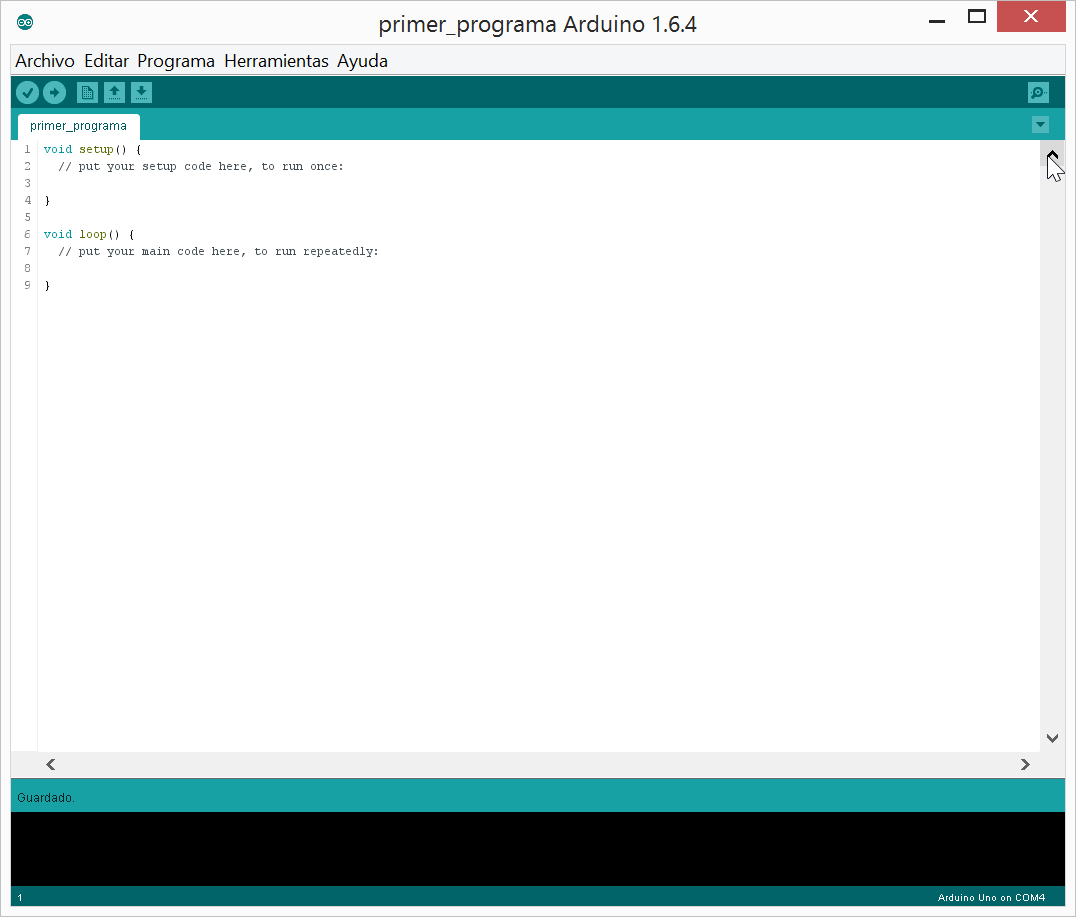 primer_programa Arduino 1.6.4
Archivo Editar Programa Herramientas Ayuda
primer_programa
1 void setup() {
2   // put your setup code here, to run once:
3
4 }
5
6 void loop() {
7   // put your main code here, to run repeatedly:
8
9 }
Guardado.
1 Arduino Uno on COM4